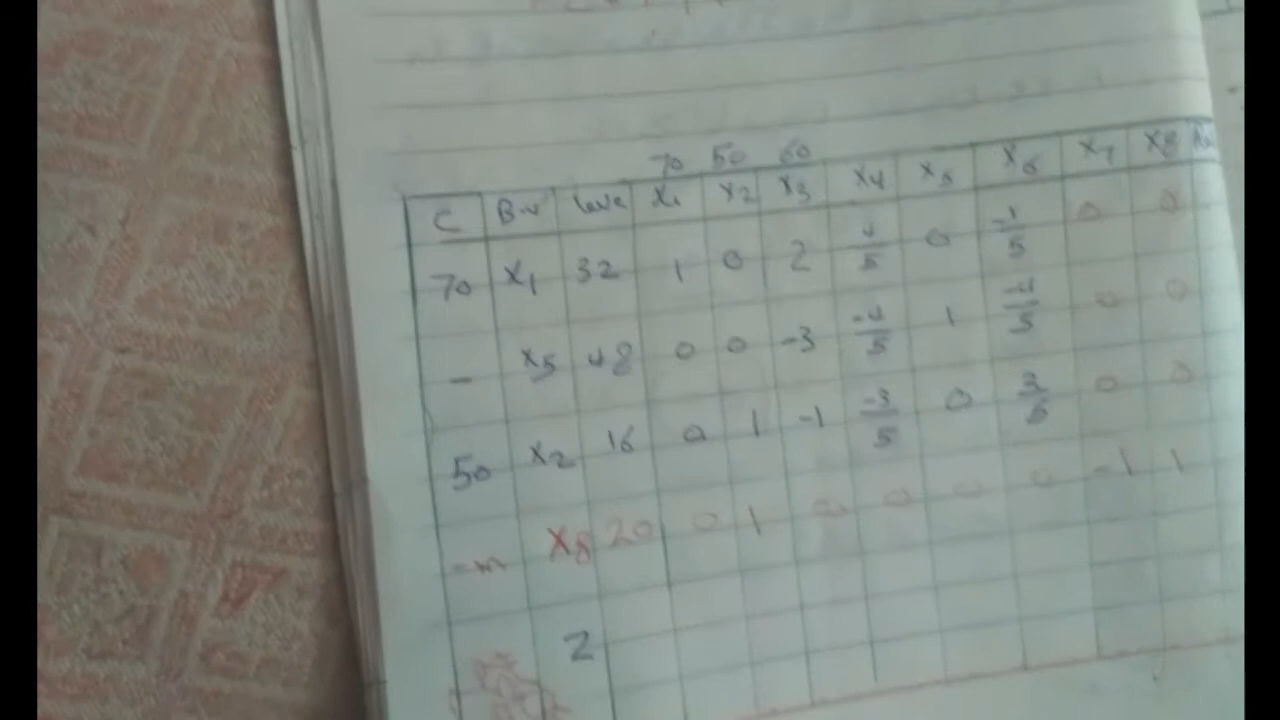 70 50 60
C B.V x1 x2 x3 x4 x5 x6 x7 x8
70 x1 32 1 0 2 4/5 0 -1/5 0 0
- x5 48 0 0 -3 -4/5 1 -4/5 0 0
50 x2 16 0 1 -1 -3/5 0 3/5 0 0
-m x8 20 0 1 0 0 0 0 -1 1
Z